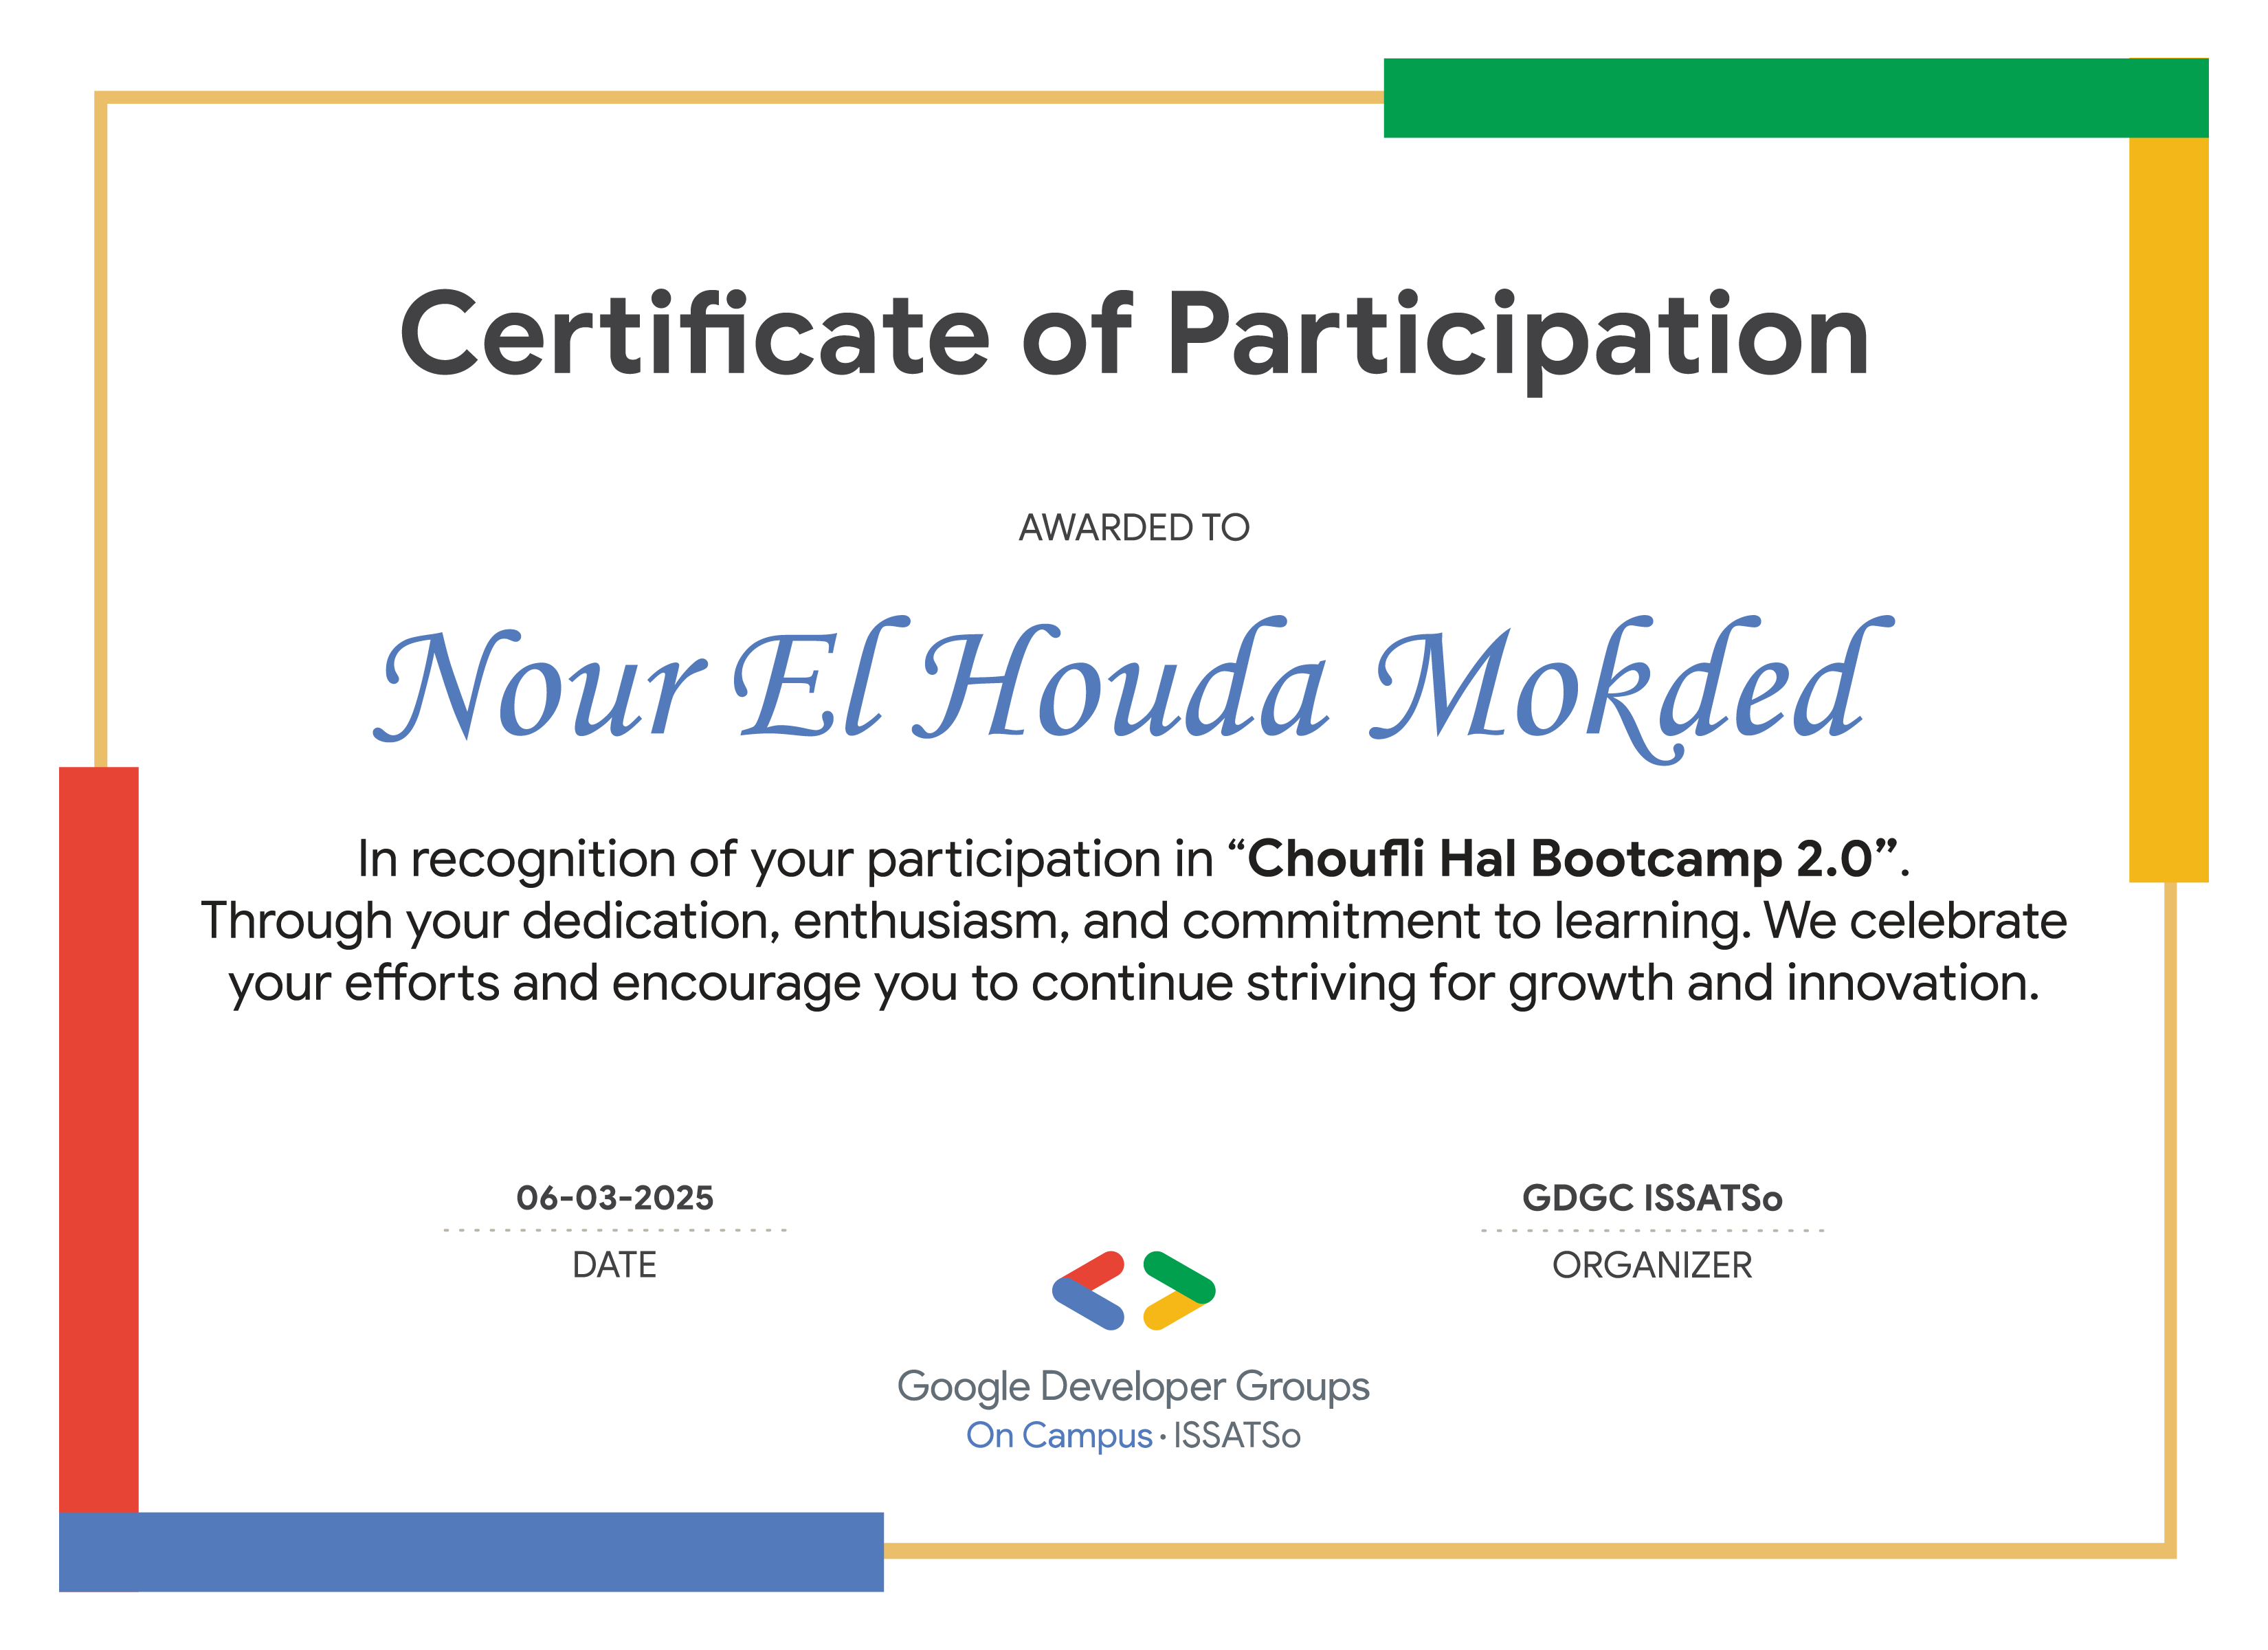 Certificate of Participation
AWARDED TO
Nour El Houda Mokded
In recognition of your participation in “Choufli Hal Bootcamp 2.0”.
Through your dedication, enthusiasm, and commitment to learning. We celebrate
your efforts and encourage you to continue striving for growth and innovation.
06-03-2025
DATE
GDGC ISSATSo
ORGANIZER
Google Developer Groups
On Campus · ISSATSo